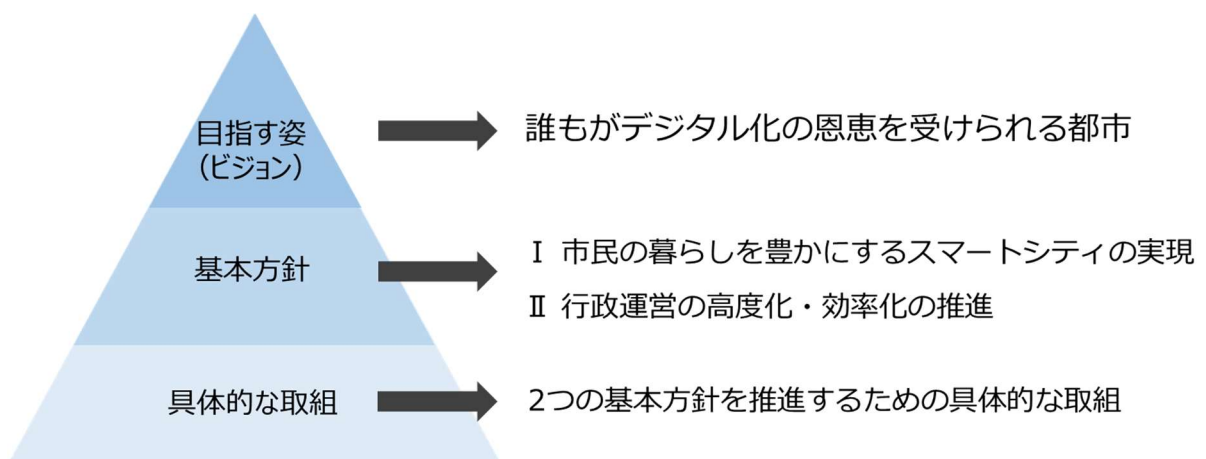 目指す姿
（ビジョン）
誰もがデジタル化の恩恵を受けられる都市
基本方針
Ⅰ 市民の暮らしを豊かにするスマートシティの実現
Ⅱ 行政運営の高度化・効率化の推進
具体的な取組
2つの基本方針を推進するための具体的な取組